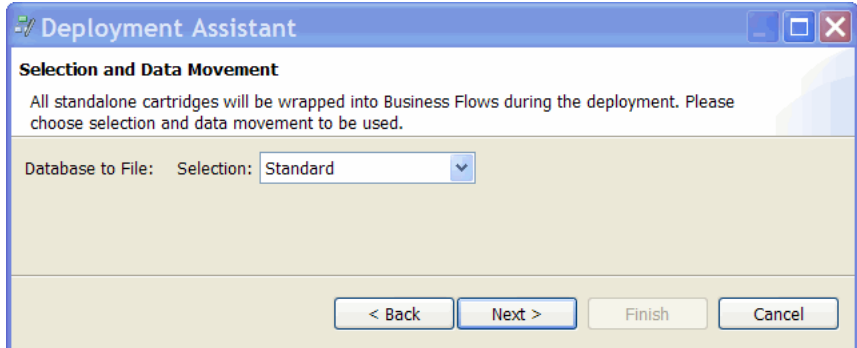 Deployment Assistant
Selection and Data Movement
All standalone cartridges will be wrapped into Business Flows during the deployment. Please
choose selection and data movement to be used.
Database to File: Selection: Standard
< Back Next > Finish Cancel